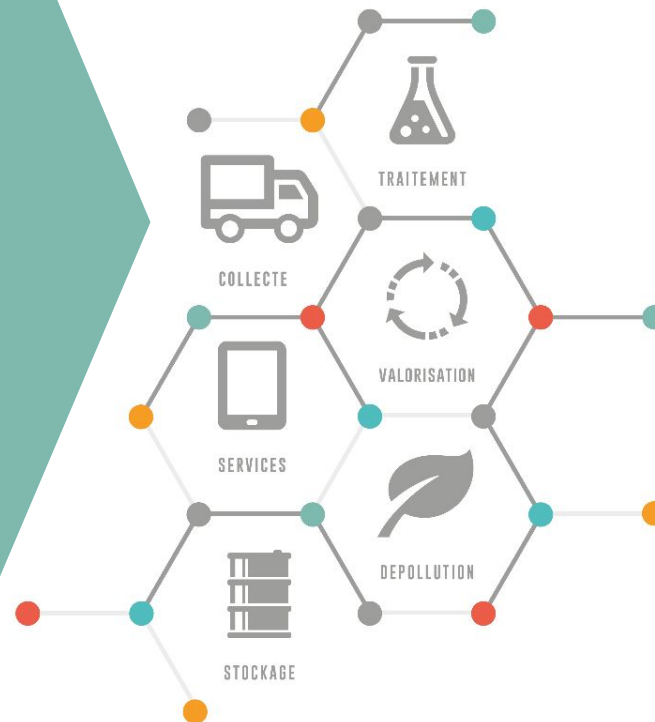 TRAITEMENT
COLLECTE
VALORISATION
SERVICES
DEPOLLUTION
STOCKAGE